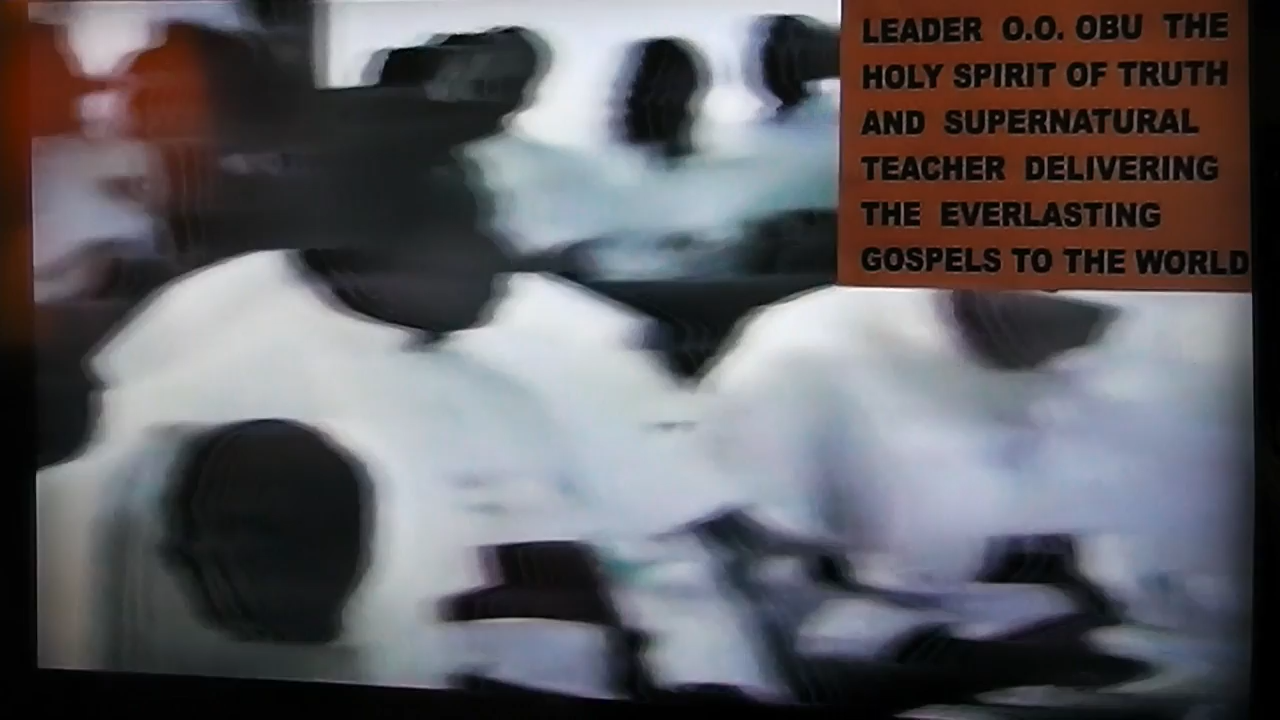 LEADER O.O. OBU THE
HOLY SPIRIT OF TRUTH
AND SUPERNATURAL
TEACHER DELIVERING
THE EVERLASTING
GOSPELS TO THE WORLD